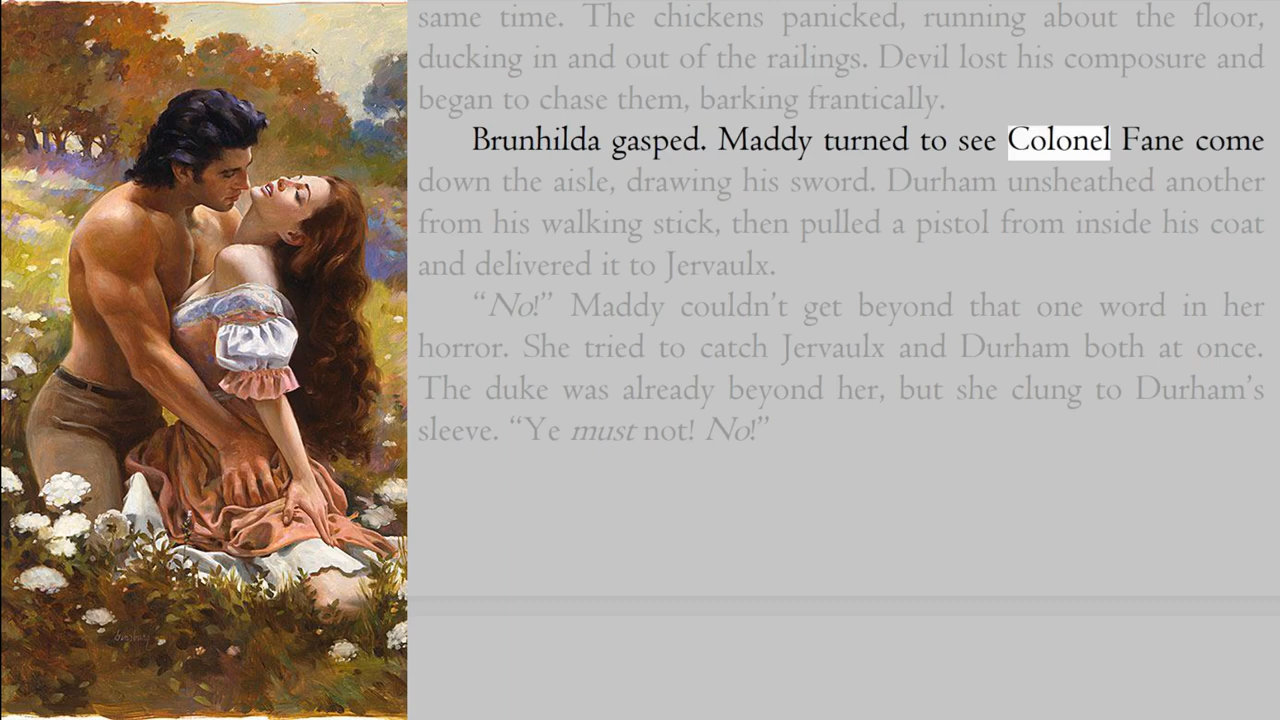 same time. The chickens panicked, running about the floor,
ducking in and out of the railings. Devil lost his composure and
began to chase them, barking frantically.
Brunhilda gasped. Maddy turned to see Colonel Fane come
down the aisle, drawing his sword. Durham unsheathed another
from his walking stick, then pulled a pistol from inside his coat
and delivered it to Jervaulx.
“No!” Maddy couldn’t get beyond that one word in her
horror. She tried to catch Jervaulx and Durham both at once.
The duke was already beyond her, but she clung to Durham’s
sleeve. “Ye must not! No!”